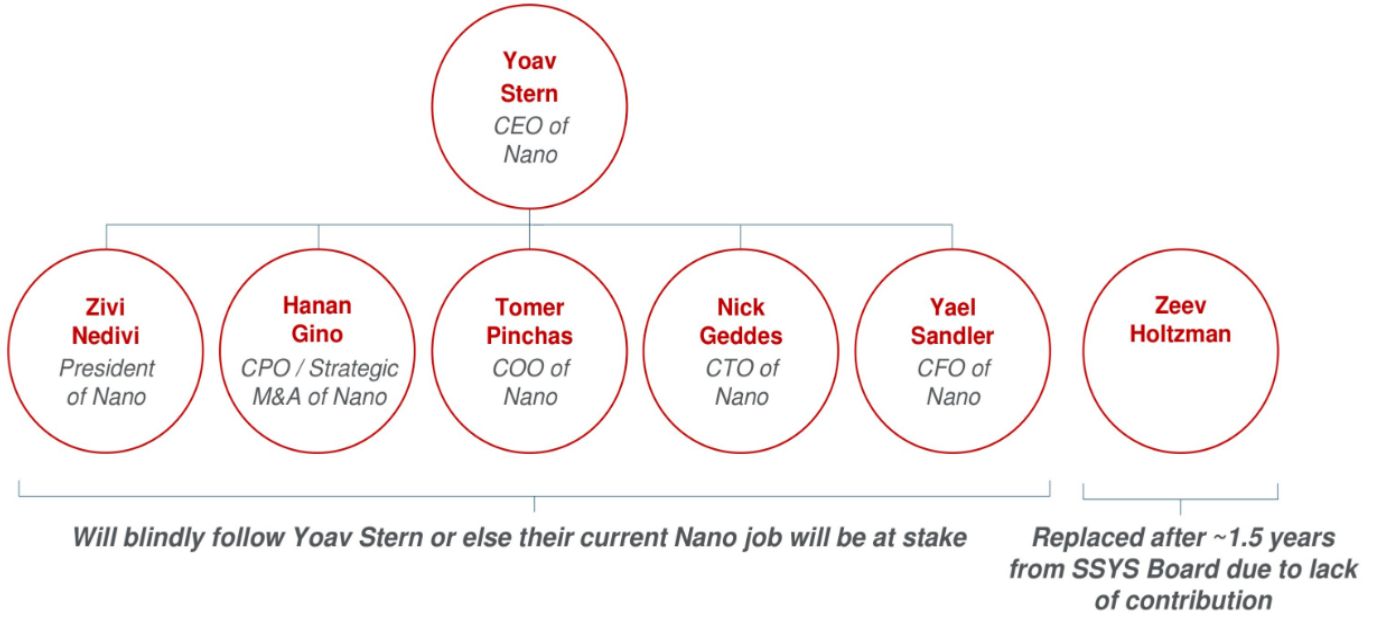 Yoav
Stern
CEO of
Nano
Zivi
Nedivi
President
of Nano
Hanan
Gino
CPO / Strategic
M&A of Nano
Tomer
Pinchas
COO of
Nano
Nick
Geddes
CTO of
Nano
Yael
Sandler
CFO of
Nano
Zeev
Holtzman
Will blindly follow Yoav Stern or else their current Nano job will be at stake
Replaced after ~1.5 years
from SSYS Board due to lack
of contribution